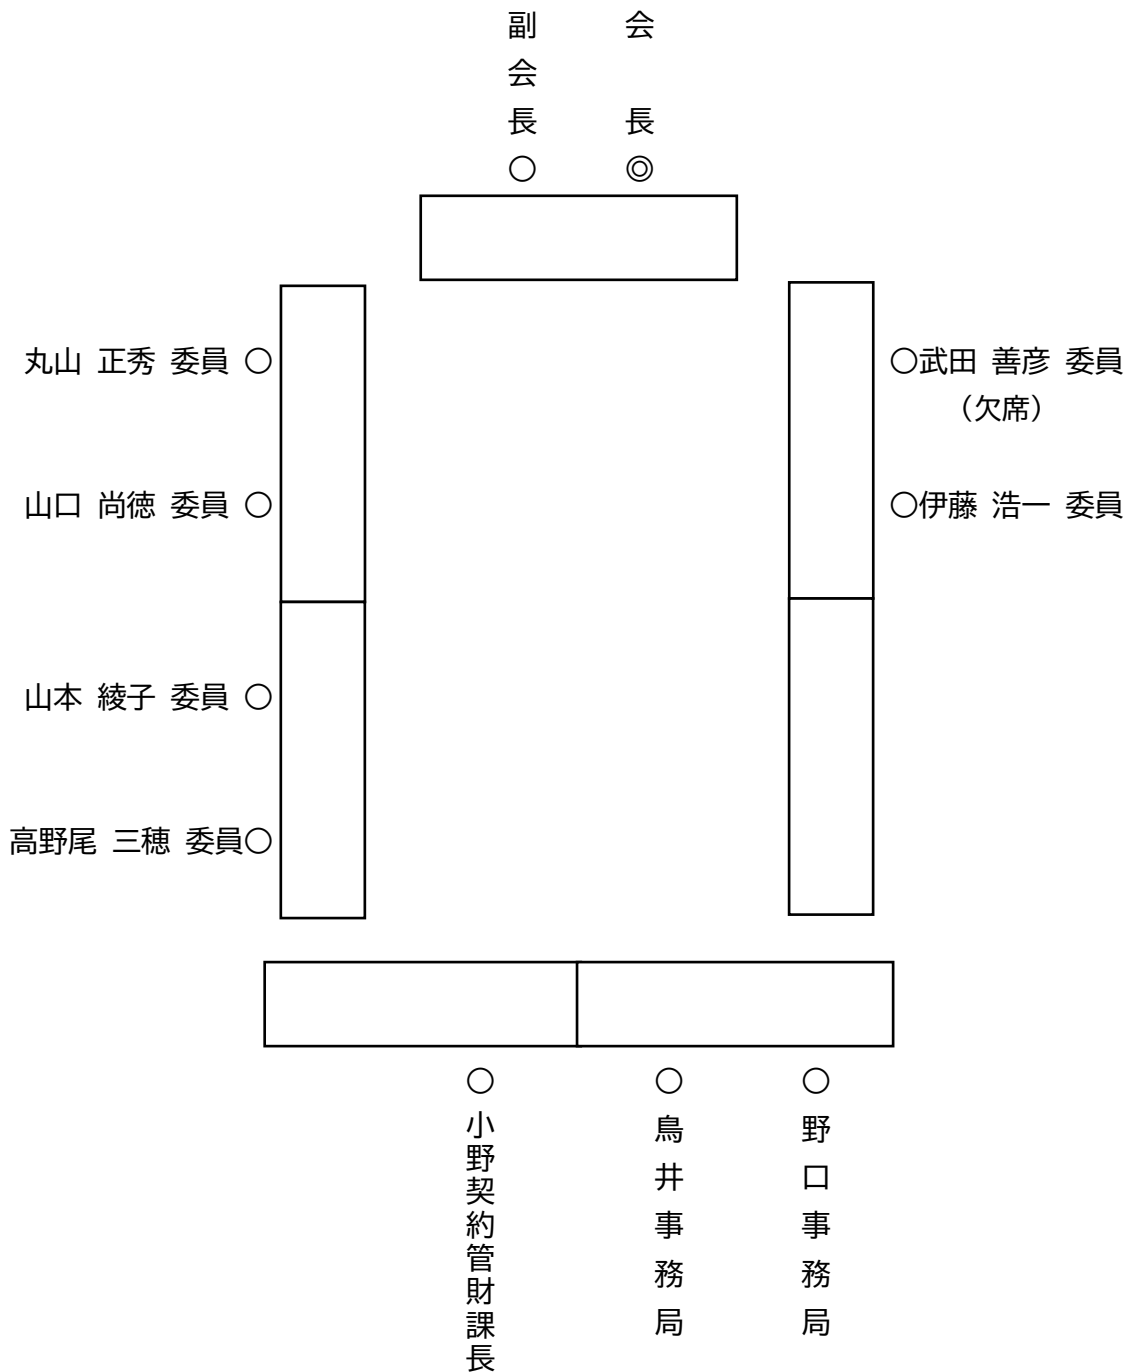 会長◎
副会長○
丸山 正秀 委員 ○
○武田 善彦 委員
（欠席）
山口 尚徳 委員 ○
○伊藤 浩一 委員
山本 綾子 委員 ○
高野尾 三穂 委員○
○小野契約管財課長
○鳥井事務局
○野口事務局